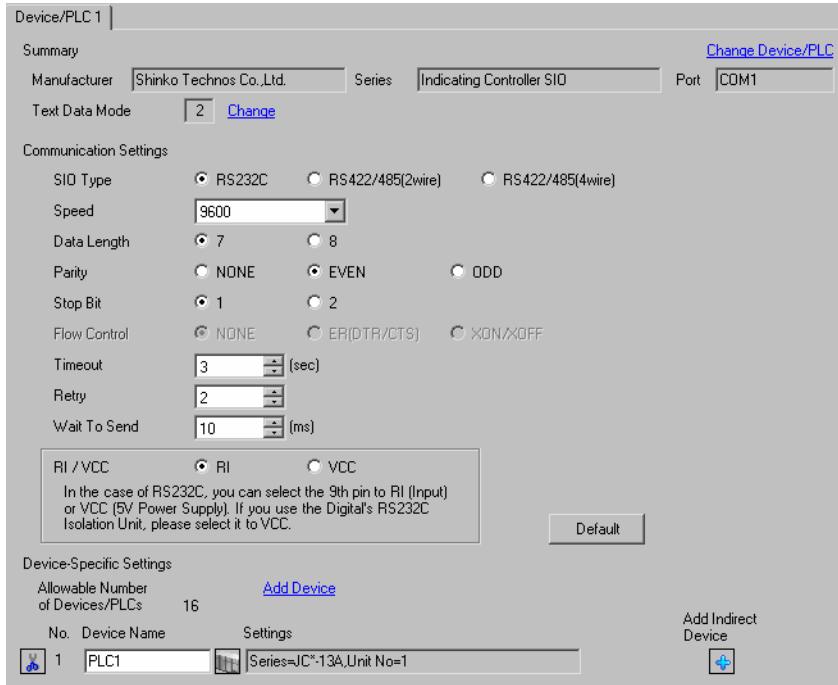 Device/PLC 1
Summary Change Device/PLC
Manufacturer Shinko Technos Co.,Ltd. Series Indicating Controller SIO Port COM1
Text Data Mode 2 Change
Communication Settings
SIO Type RS232C RS422/485(2wire) RS422/485(4wire)
Speed 9600
Data Length 7 8
Parity NONE EVEN ODD
Stop Bit 1 2
Flow Control NONE ER(DTR/CTS) XON/XOFF
Timeout 3 (sec)
Retry 2
Wait To Send 10 (ms)
RI / VCC RI VCC
In the case of RS232C, you can select the 9th pin to RI (Input)
or VCC (5V Power Supply). If you use the Digital's RS232C
Isolation Unit, please select it to VCC.
Default
Device-Specific Settings
Allowable Number Add Device
of Devices/PLCs 16
Add Indirect
No. Device Name Settings Device
1 PLC1 Series=JC*-13A,Unit No=1